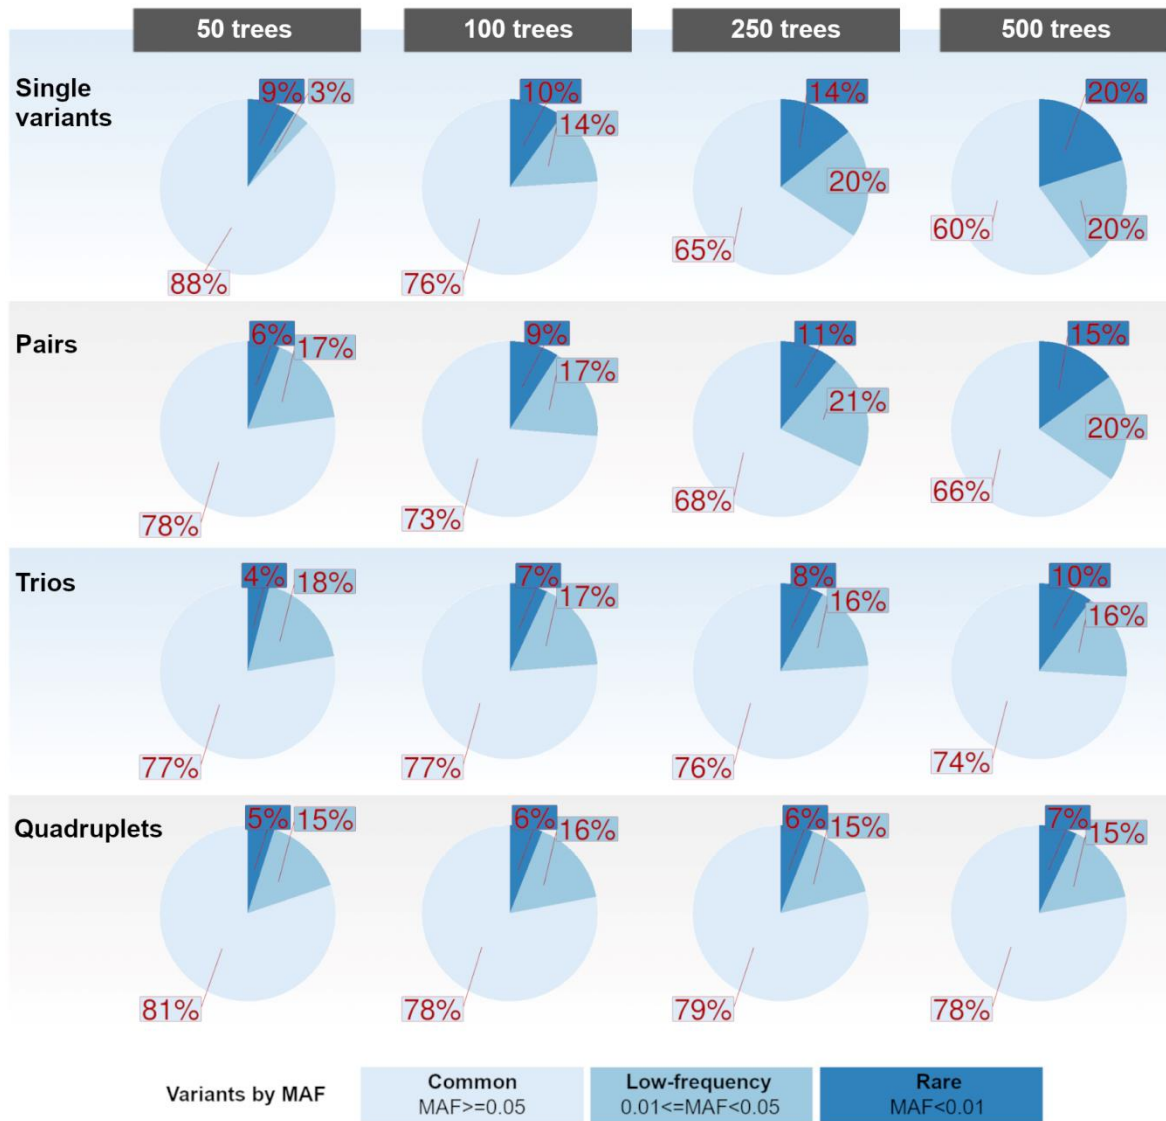 50 trees 100 trees 250 trees 500 trees
Single
variants
9% 3% 10% 14% 14% 20% 20% 20%
88% 76% 65% 60%
Pairs
6% 17% 9% 17% 11% 21% 15% 20%
78% 73% 68% 66%
Trios
4% 18% 7% 17% 8% 16% 10% 16%
77% 77% 76% 74%
Quadruplets
5% 15% 6% 16% 6% 15% 7% 15%
81% 78% 79% 78%
Variants by MAF
Common
MAF>=0.05
Low-frequency
0.01<=MAF<0.05
Rare
MAF<0.01